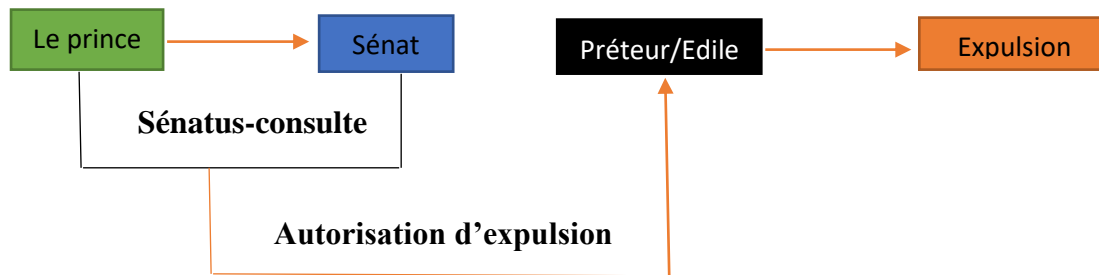 Le prince
Sénat
Préteur/Edile
Expulsion
Sénatus-consulte
Autorisation d’expulsion